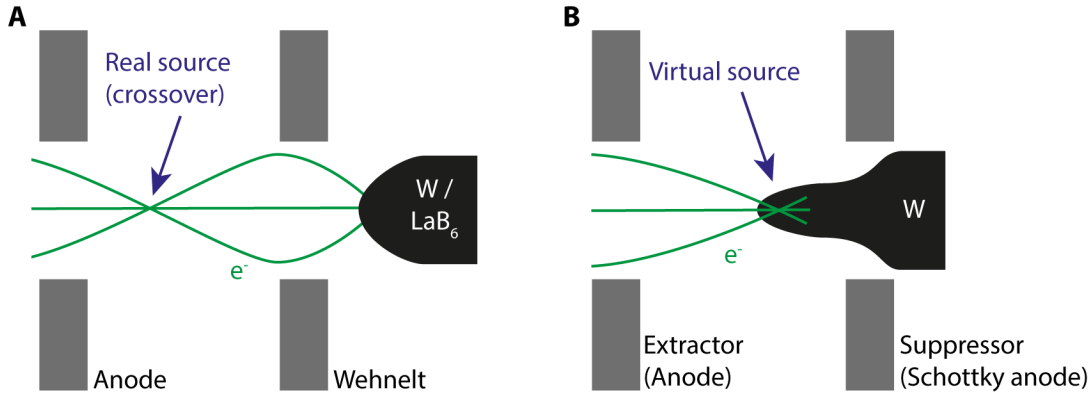 A
Real source
(crossover)
W /
LaB₆
e⁻
Anode
Wehnelt
B
Virtual source
W
e⁻
Extractor
(Anode)
Suppressor
(Schottky anode)